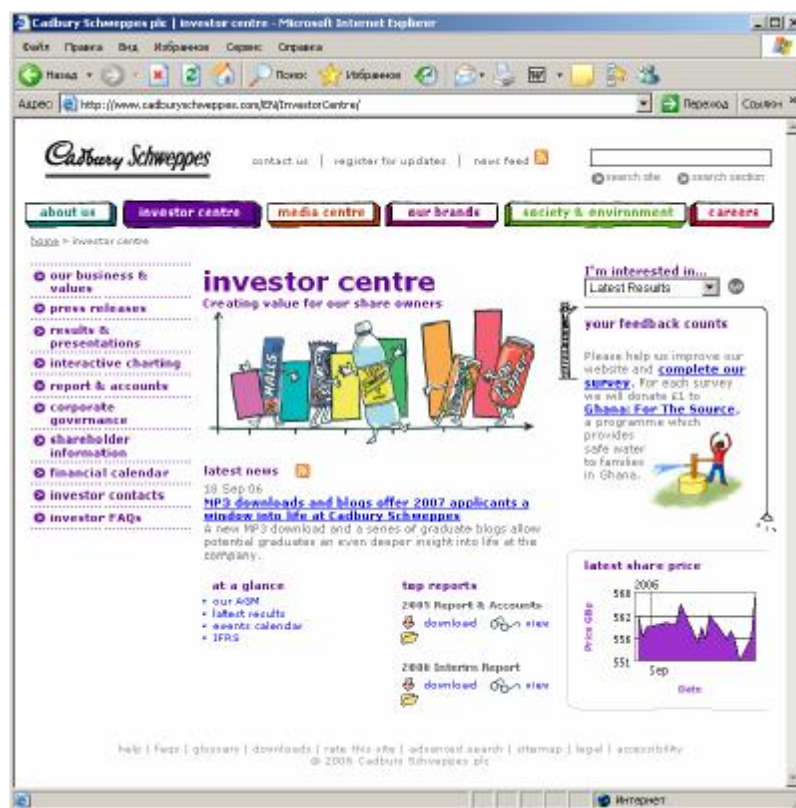 Cadbury Schweppes plc | investor centre - Microsoft Internet Explorer
Файл Правка Вид Избранное Сервис Справка
Назад Поиск Избранное
Адрес http://www.cadburyschweppes.com/EN/InvestorCentre/ Переход Ссылки
Cadbury Schweppes contact us | register for updates | news feed
search site search section
about us investor centre media centre our brands society & environment careers
home > investor centre
our business &
values
press releases
results &
presentations
interactive charting
report & accounts
corporate
governance
shareholder
information
financial calendar
investor contacts
investor FAQs
investor centre
Creating value for our share owners
HALLS
latest news
18 Sep 06
MP3 downloads and blogs offer 2007 applicants a
window into life at Cadbury Schweppes
A new MP3 download and a series of graduate blogs allow
potential graduates an even deeper insight into life at the
company.
at a glance
• our AGM
• latest results
• events calendar
• IFRS
top reports
2005 Report & Accounts
download view
2006 Interim Report
download view
I'm interested in...
Latest Results
your feedback counts
Please help us improve our
website and complete our
survey. For each survey
we will donate £1 to
Ghana: For The Source,
a programme which
provides
safe water
to families
in Ghana.
latest share price
2006
568
562
556
551
Price GBp
Sep
Date
help | faqs | glossary | downloads | rate this site | advanced search | sitemap | legal | accessibility
© 2006 Cadbury Schweppes plc
Интернет